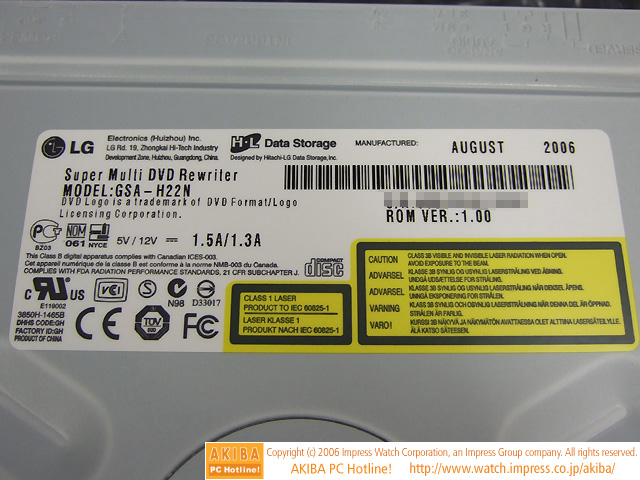 LG
Electronics (Huizhou) Inc.
LG Rd. 19, Zhongkai Hi-Tech Industry
Development Zone, Huizhou, Guangdong, China.
H·L Data Storage
Designed by Hitachi-LG Data Storage, Inc.
MANUFACTURED: AUGUST 2006
Super Multi DVD Rewriter
MODEL:GSA-H22N
DVD Logo is a trademark of DVD Format/Logo
Licensing Corporation.
ROM VER.:1.00
BZ03
NOM
061
NYCE
5V / 12V 1.5A/1.3A
This Class B digital apparatus complies with Canadian ICES-003.
Cet appareil numérique de la classe B est conforme à la norme NMB-003 du Canada.
COMPLIES WITH FDA RADIATION PERFORMANCE STANDARDS, 21 CFR SUBCHAPTER J.
COMPACT
disc
c UL US
E119002
VCI
S
N98
D33017
3850H-1465B
DHHS CODE:GH
FACTORY ID:GH
PRODUCT OF CHINA
CE
TÜV
FC
CLASS 1 LASER
PRODUCT TO IEC 60825-1
LASER KLASSE 1
PRODUKT NACH IEC 60825-1
CAUTION CLASS 3B VISIBLE AND INVISIBLE LASER RADIATION WHEN OPEN.
AVOID EXPOSURE TO THE BEAM.
ADVARSEL KLASSE 3B SYNLIG OG USYNLIG LASERSTRÅLING VED ÅBNING.
UNDGÅ UDSÆTTELSE FOR STRÅLING.
ADVARSEL KLASSE 3B SYNLIG OG USYNLIG LASERSTRÅLING NÅR DEKSEL ÅPNES.
UNNGÅ EKSPONERING FOR STRÅLEN.
VARNING KLASS 3B SYNLIG OCH OSYNLIG LASERSTRÅLNING NÄR DENNA DEL ÄR ÖPPNAD.
STRÅLEN ÄR FARLIG.
VARO! KURSSI 3B NÄKYVÄ JA NÄKYMÄTÖN AVATTAESSA OLET ALTTIINA LASERSÄTEILYLLE.
ÄLÄ KATSO SÄTEESEEN.
AKIBA
PC Hotline!
Copyright (c) 2006 Impress Watch Corporation, an Impress Group company. All rights reserved.
AKIBA PC Hotline! http://www.watch.impress.co.jp/akiba/